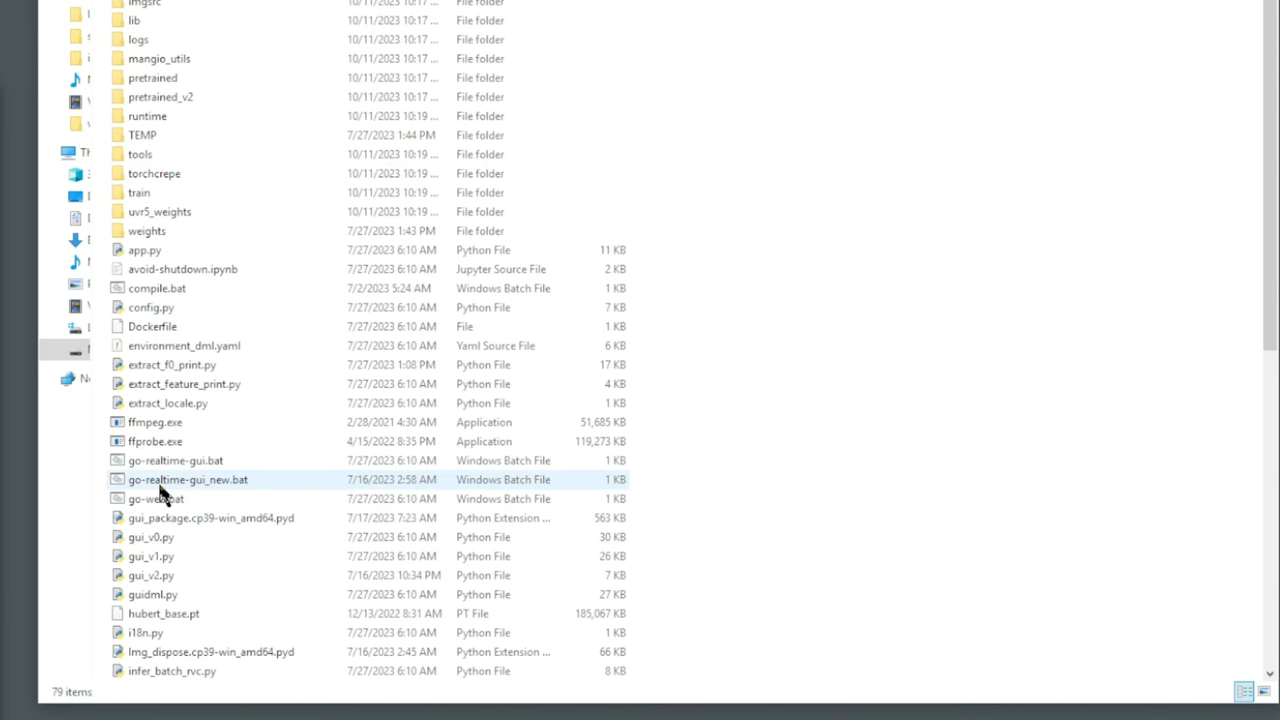 imgsrc 10/11/2023 10:17 ... File folder
lib 10/11/2023 10:17 ... File folder
logs 10/11/2023 10:17 ... File folder
mangio_utils 10/11/2023 10:17 ... File folder
pretrained 10/11/2023 10:17 ... File folder
pretrained_v2 10/11/2023 10:17 ... File folder
runtime 10/11/2023 10:19 ... File folder
TEMP 7/27/2023 1:44 PM File folder
tools 10/11/2023 10:19 ... File folder
torchcrepe 10/11/2023 10:19 ... File folder
train 10/11/2023 10:19 ... File folder
uvr5_weights 10/11/2023 10:19 ... File folder
weights 7/27/2023 1:43 PM File folder
app.py 7/27/2023 6:10 AM Python File 11 KB
avoid-shutdown.ipynb 7/27/2023 6:10 AM Jupyter Source File 2 KB
compile.bat 7/2/2023 5:24 AM Windows Batch File 1 KB
config.py 7/27/2023 6:10 AM Python File 7 KB
Dockerfile 7/27/2023 6:10 AM File 1 KB
environment_dml.yaml 7/27/2023 6:10 AM Yaml Source File 6 KB
extract_f0_print.py 7/27/2023 1:08 PM Python File 17 KB
extract_feature_print.py 7/27/2023 6:10 AM Python File 4 KB
extract_locale.py 7/27/2023 6:10 AM Python File 1 KB
ffmpeg.exe 2/28/2021 4:30 AM Application 51,685 KB
ffprobe.exe 4/15/2022 8:35 PM Application 119,273 KB
go-realtime-gui.bat 7/27/2023 6:10 AM Windows Batch File 1 KB
go-realtime-gui_new.bat 7/16/2023 2:58 AM Windows Batch File 1 KB
go-web.bat 7/27/2023 6:10 AM Windows Batch File 1 KB
gui_package.cp39-win_amd64.pyd 7/17/2023 7:23 AM Python Extension ... 563 KB
gui_v0.py 7/27/2023 6:10 AM Python File 30 KB
gui_v1.py 7/27/2023 6:10 AM Python File 26 KB
gui_v2.py 7/16/2023 10:34 PM Python File 7 KB
guidml.py 7/27/2023 6:10 AM Python File 27 KB
hubert_base.pt 12/13/2022 8:31 AM PT File 185,067 KB
i18n.py 7/27/2023 6:10 AM Python File 1 KB
lmg_dispose.cp39-win_amd64.pyd 7/16/2023 2:45 AM Python Extension ... 66 KB
infer_batch_rvc.py 7/27/2023 6:10 AM Python File 8 KB
79 items